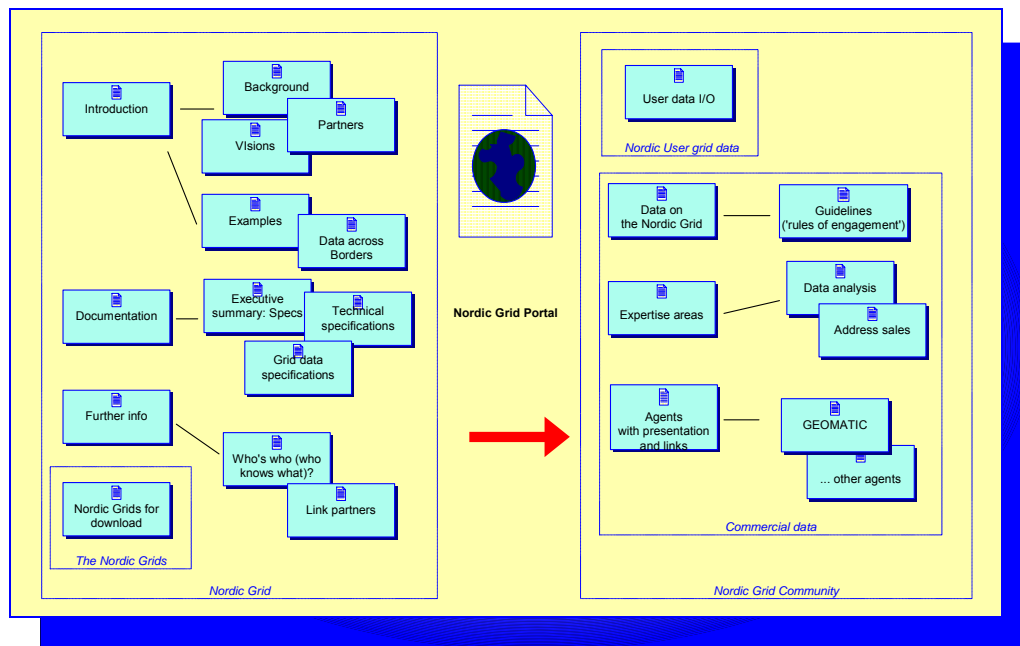 Introduction
Background
Partners
VIsions
Examples
Data across
Borders
Documentation
Executive
summary: Specs
Technical
specifications
Grid data
specifications
Further info
Who's who (who
knows what)?
Link partners
Nordic Grids for
download
The Nordic Grids
Nordic Grid
Nordic Grid Portal
User data I/O
Nordic User grid data
Data on
the Nordic Grid
Guidelines
('rules of engagement')
Expertise areas
Data analysis
Address sales
Agents
with presentation
and links
GEOMATIC
... other agents
Commercial data
Nordic Grid Community